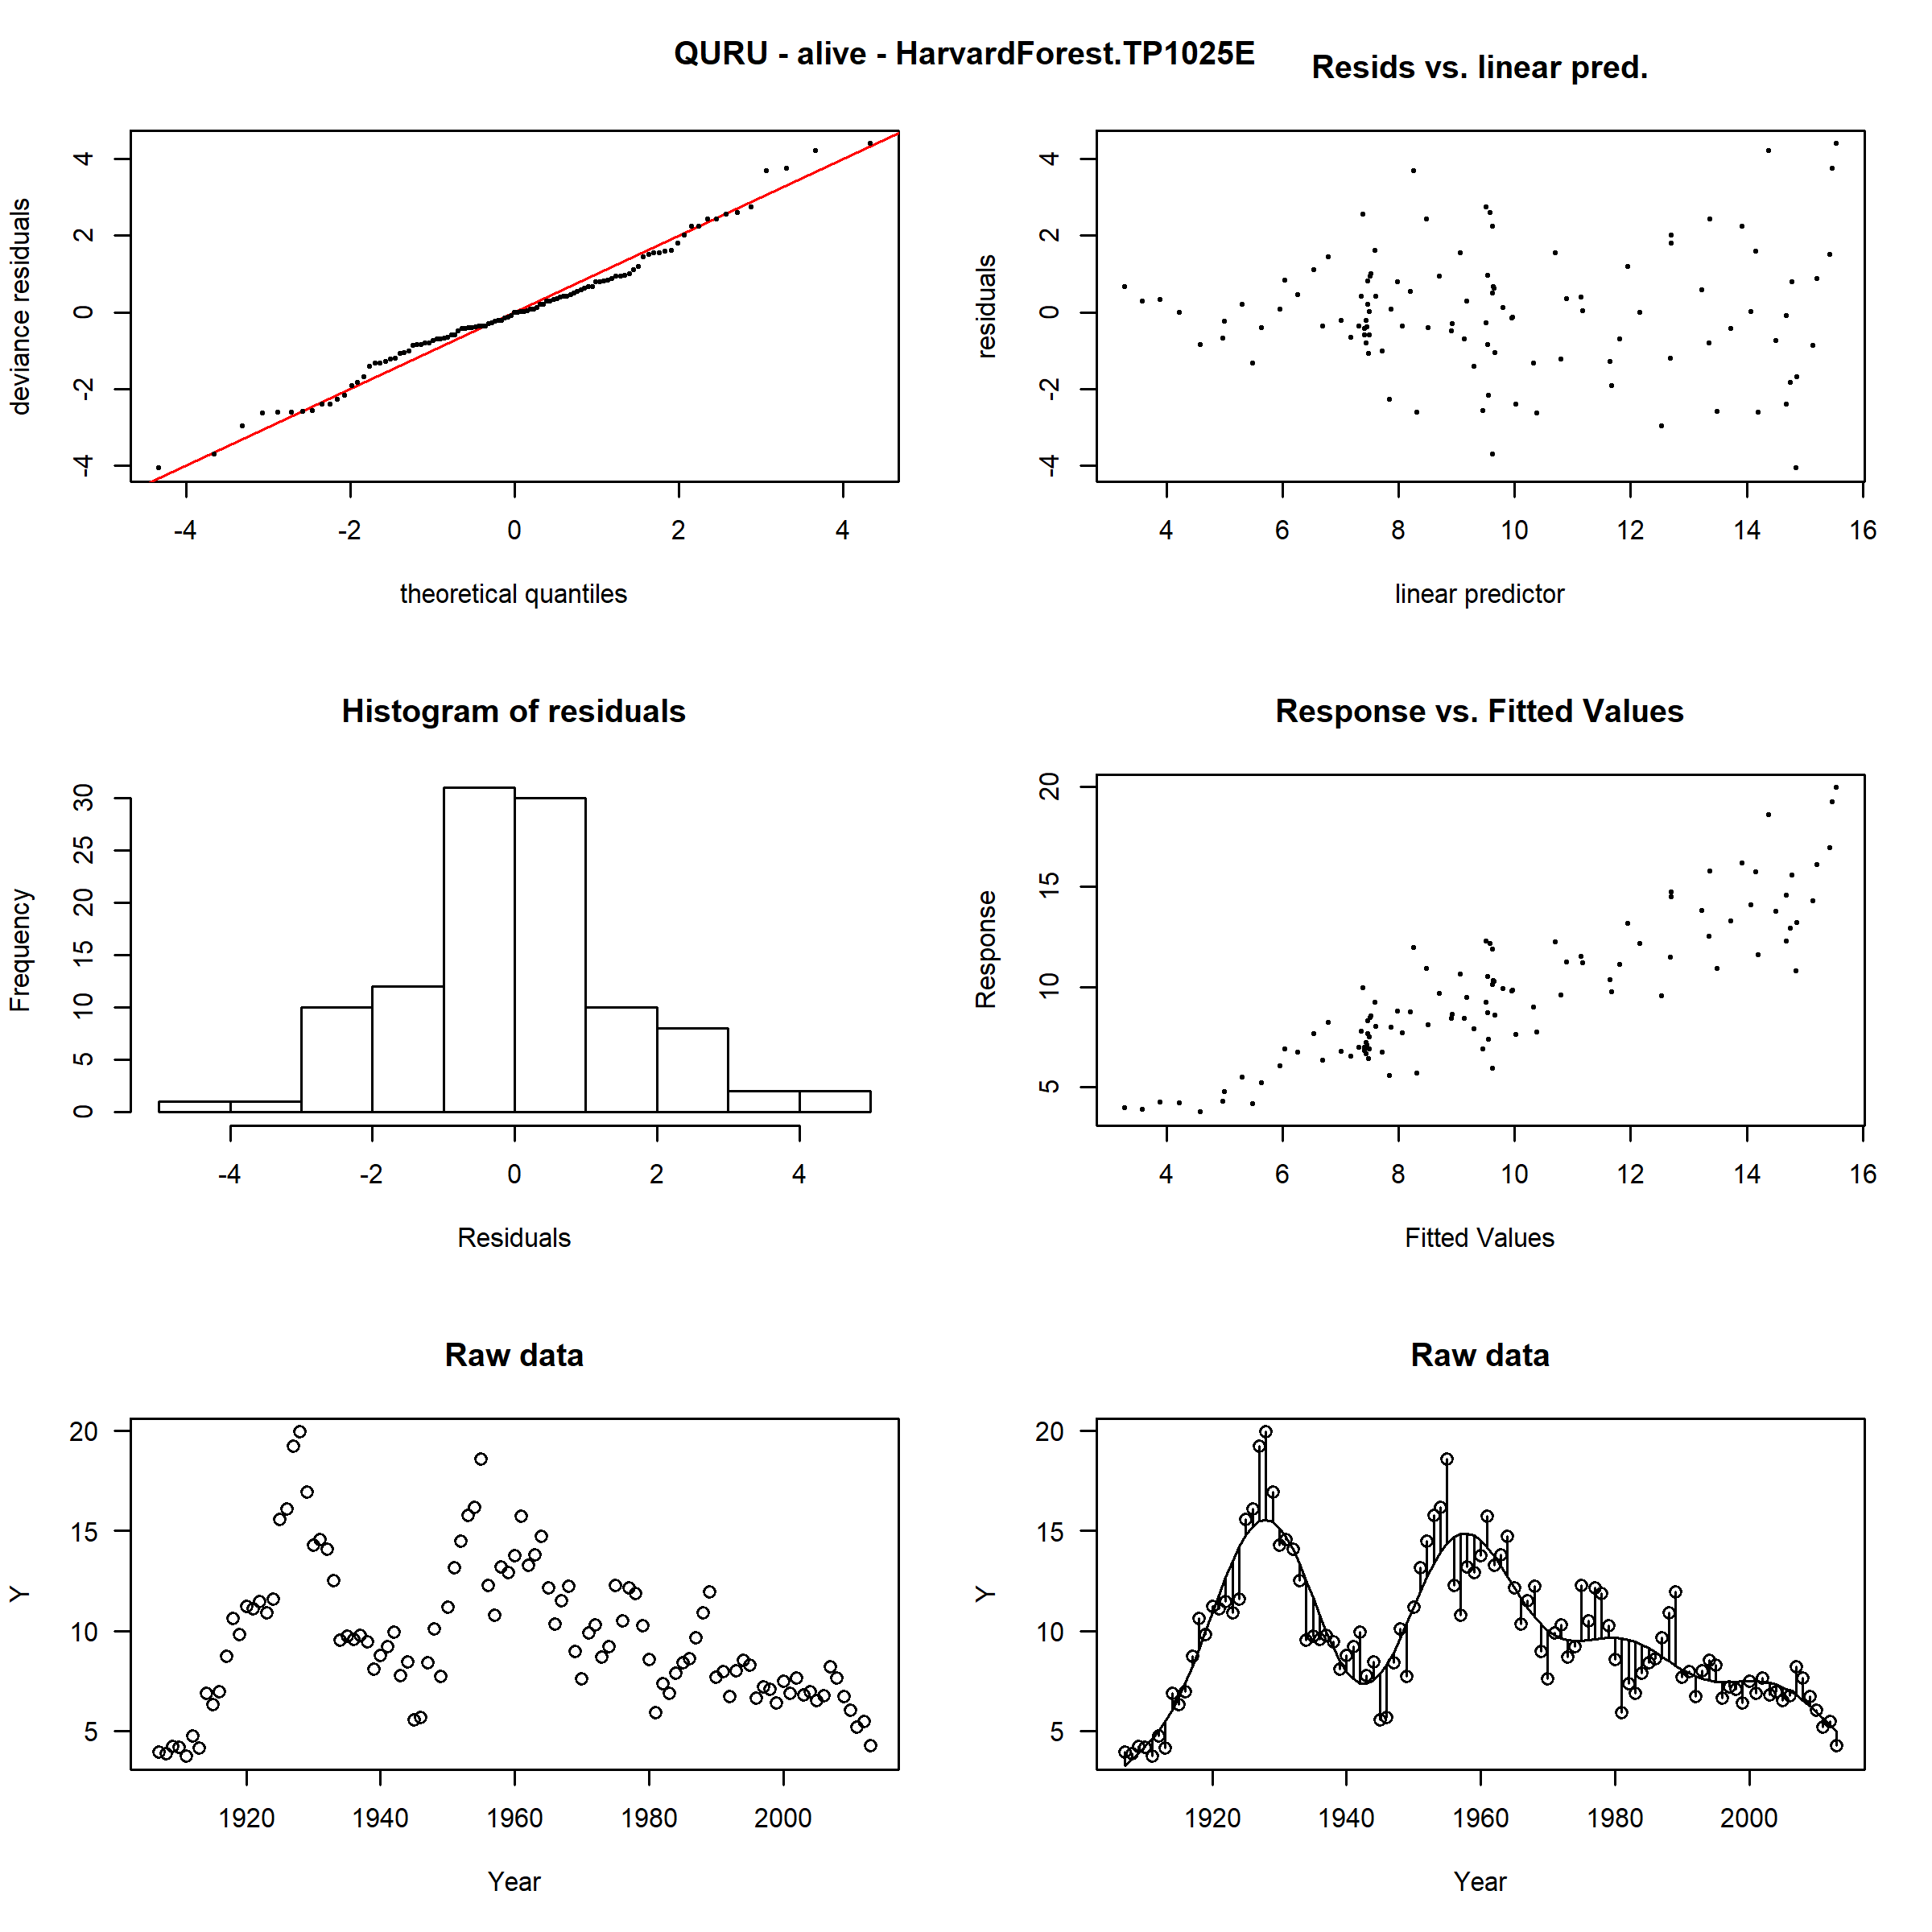 QURU - alive - HarvardForest.TP1025E
Resids vs. linear pred.
deviance residuals
4
2
0
-2
-4
-4 -2 0 2 4
theoretical quantiles
residuals
4
2
0
-2
-4
4 6 8 10 12 14 16
linear predictor
Histogram of residuals
Frequency
30
25
20
15
10
5
0
-4 -2 0 2 4
Residuals
Response vs. Fitted Values
Response
20
15
10
5
4 6 8 10 12 14 16
Fitted Values
Raw data
Y
20
15
10
5
1920 1940 1960 1980 2000
Year
Raw data
Y
20
15
10
5
1920 1940 1960 1980 2000
Year